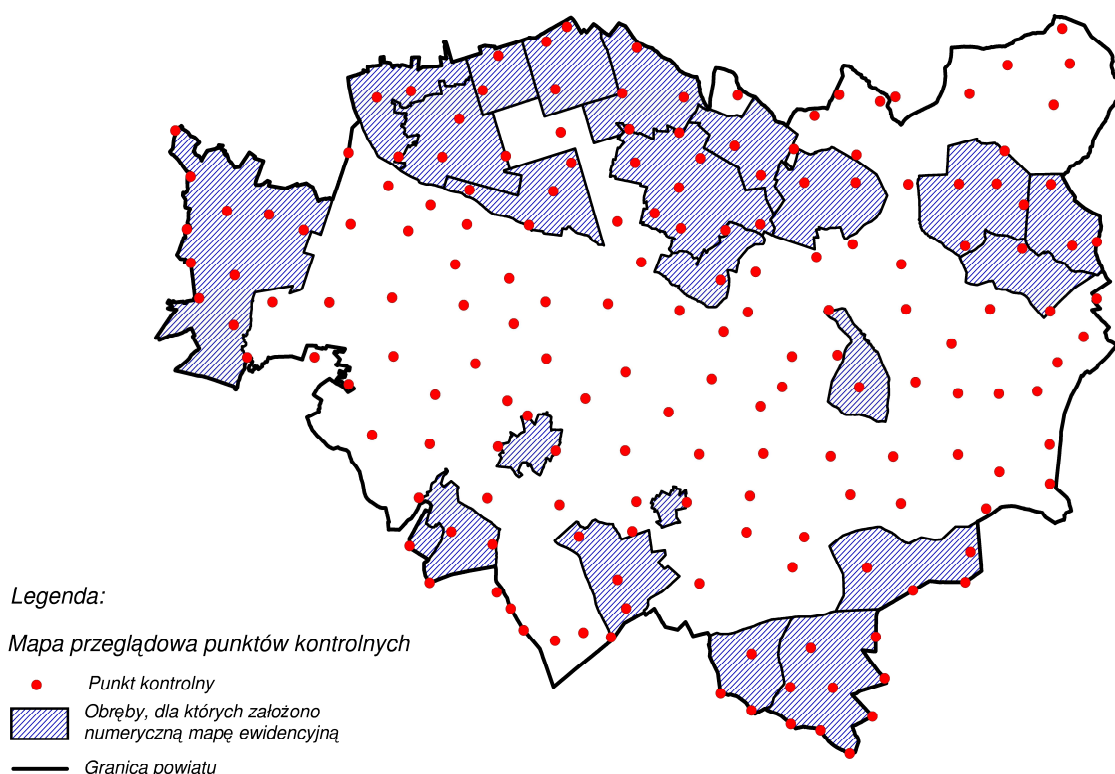 Legenda:
Mapa przeglądowa punktów kontrolnych
Punkt kontrolny
Obręby, dla których założono
numeryczną mapę ewidencyjną
Granica powiatu